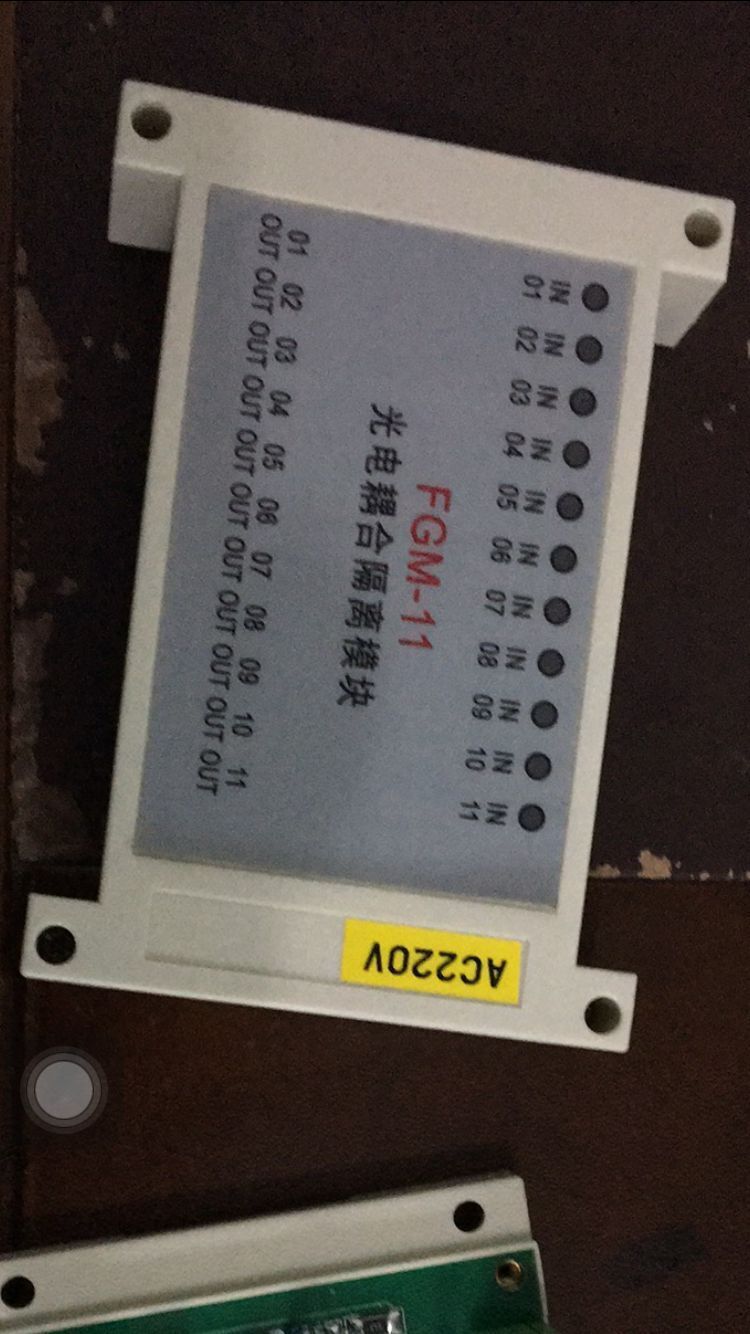 IN IN IN IN IN IN IN IN IN IN IN
01 02 03 04 05 06 07 08 09 10 11
FGM-11
光电耦合隔离模块
01 02 03 04 05 06 07 08 09 10 11
OUT OUT OUT OUT OUT OUT OUT OUT OUT OUT OUT
AC220V